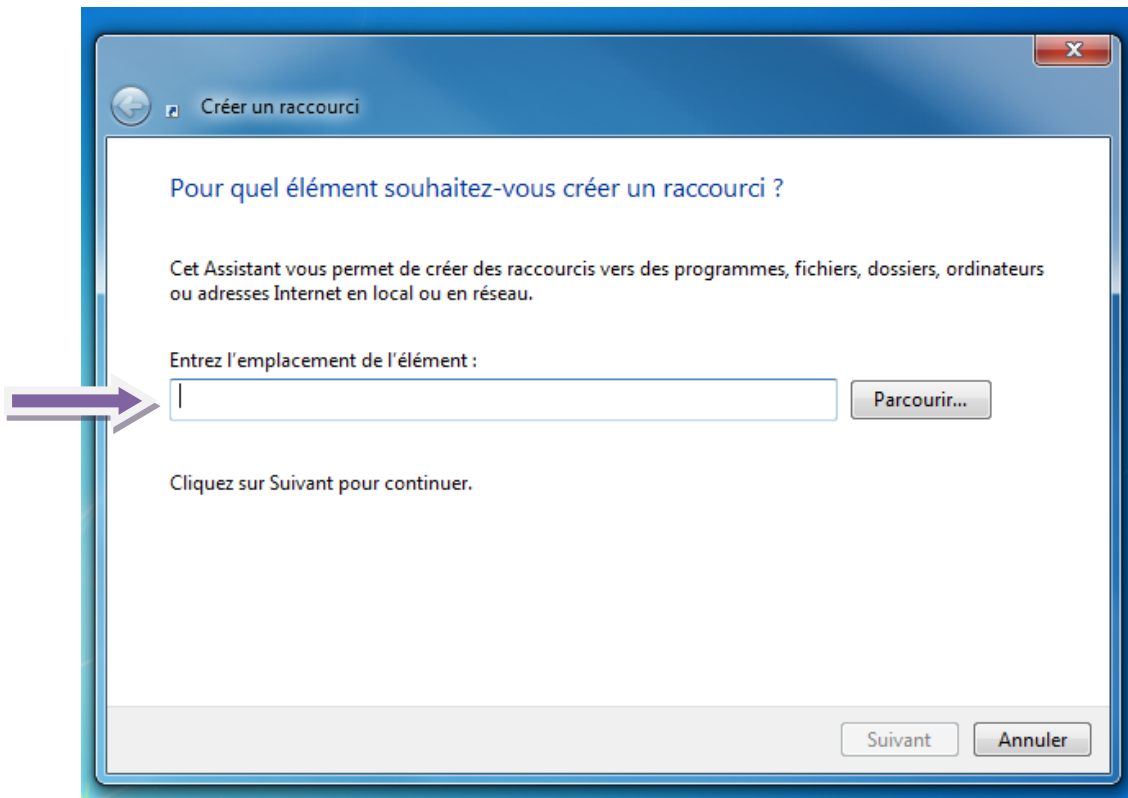 Créer un raccourci
Pour quel élément souhaitez-vous créer un raccourci ?
Cet Assistant vous permet de créer des raccourcis vers des programmes, fichiers, dossiers, ordinateurs
ou adresses Internet en local ou en réseau.
Entrez l'emplacement de l'élément :
Parcourir...
Cliquez sur Suivant pour continuer.
Suivant
Annuler